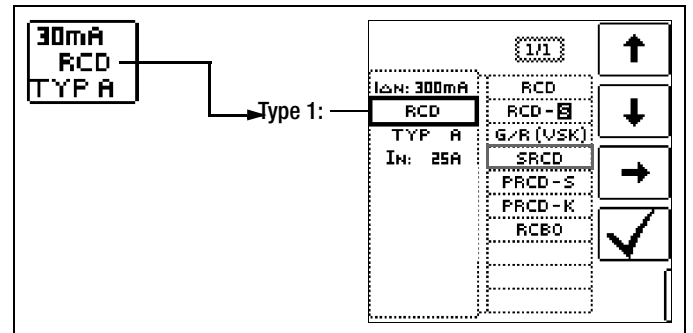 30mA
RCD
TYP A
Type 1:
1/1
I∆N: 300mA
RCD
TYP A
IN: 25A
RCD
RCD-S
G/R (VSK)
SRCD
PRCD-S
PRCD-K
RCBO